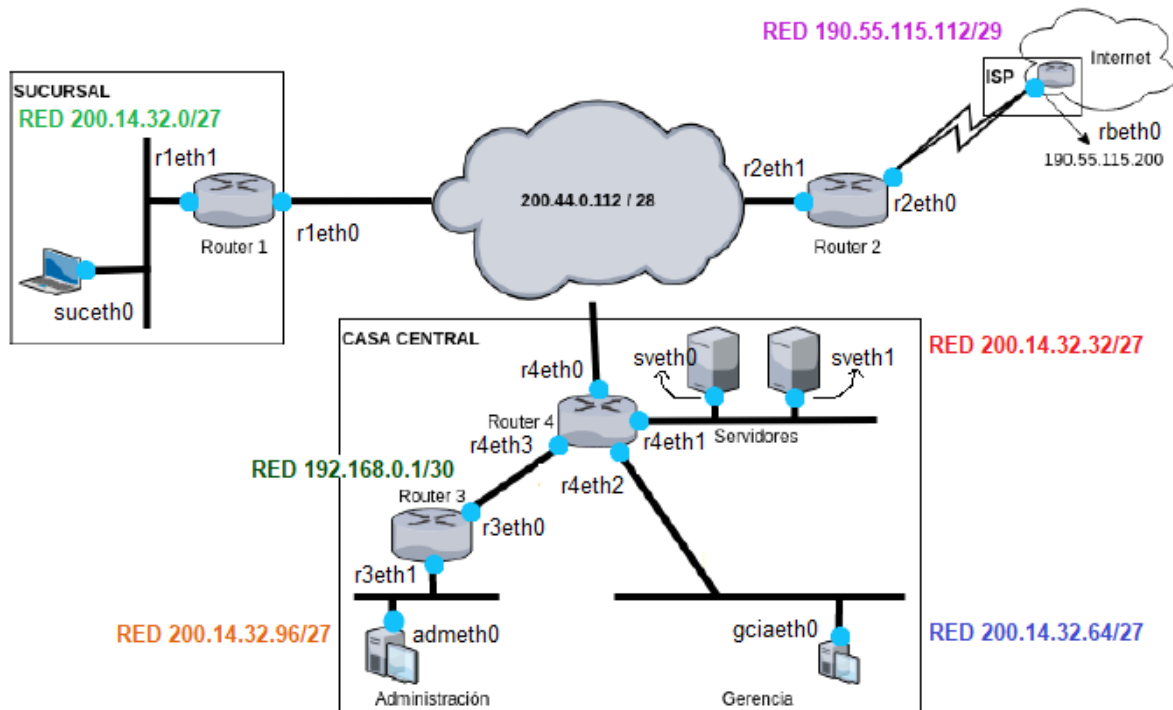 RED 190.55.115.112/29
Internet
ISP
rbeth0
190.55.115.200
SUCURSAL
RED 200.14.32.0/27
r1eth1
Router 1
r1eth0
suceth0
200.44.0.112 / 28
r2eth1
r2eth0
Router 2
CASA CENTRAL
RED 200.14.32.32/27
sveth0
sveth1
r4eth0
Router 4
r4eth3
r4eth1
Servidores
r4eth2
RED 192.168.0.1/30
Router 3
r3eth0
r3eth1
RED 200.14.32.96/27
admeth0
Administración
gciaeth0
RED 200.14.32.64/27
Gerencia